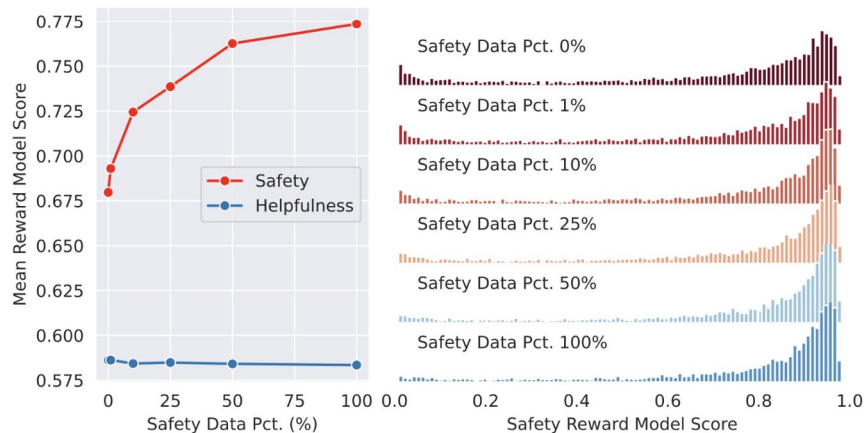 0.775
0.750
0.725
0.700
0.675
0.650
0.625
0.600
0.575
Mean Reward Model Score
Safety
Helpfulness
0 25 50 75 100
Safety Data Pct. (%)
Safety Data Pct. 0%
Safety Data Pct. 1%
Safety Data Pct. 10%
Safety Data Pct. 25%
Safety Data Pct. 50%
Safety Data Pct. 100%
0.0 0.2 0.4 0.6 0.8 1.0
Safety Reward Model Score